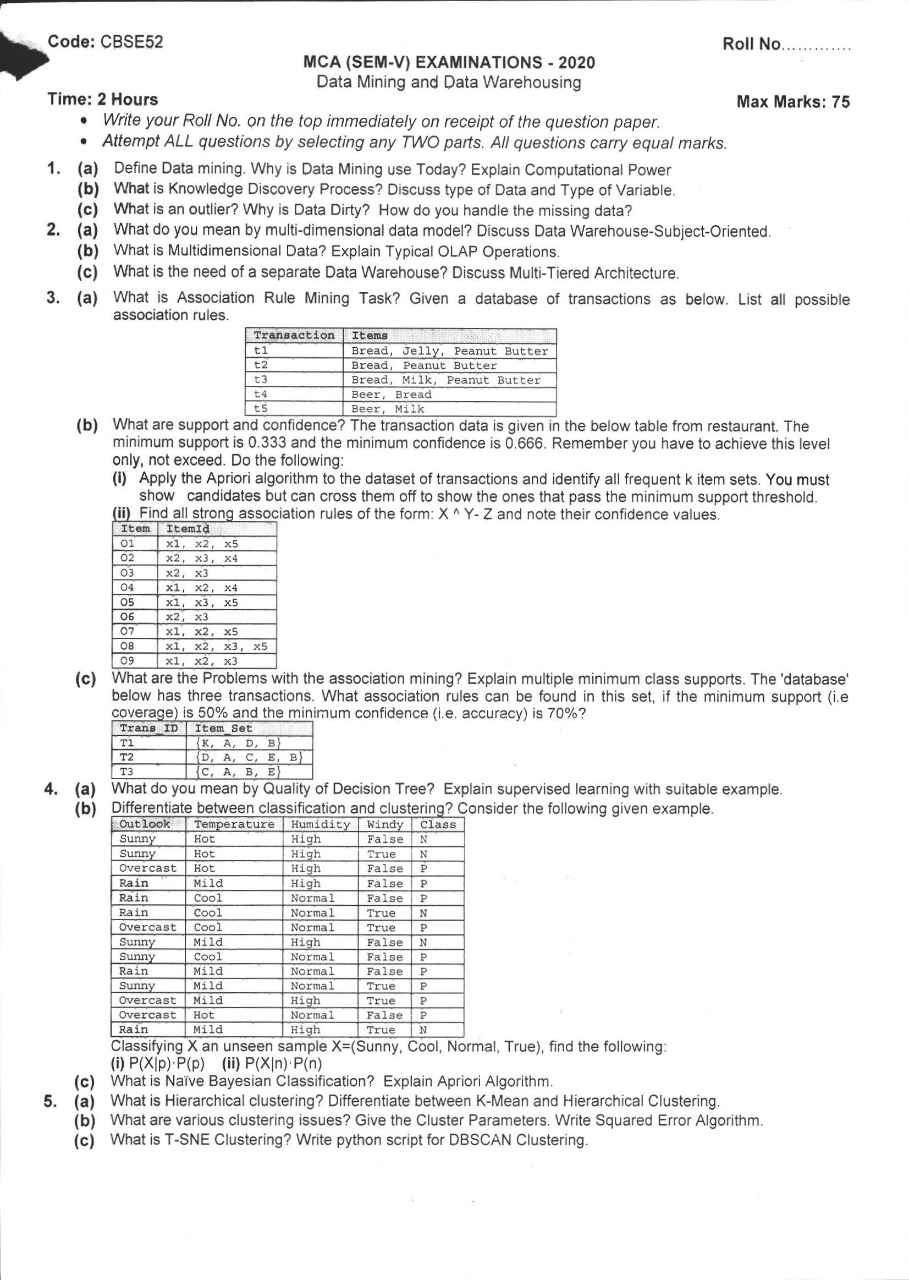 Code: CBSE52
Roll No.............
MCA (SEM-V) EXAMINATIONS - 2020
Data Mining and Data Warehousing
Time: 2 Hours
Max Marks: 75
• Write your Roll No. on the top immediately on receipt of the question paper.
• Attempt ALL questions by selecting any TWO parts. All questions carry equal marks.
1. (a) Define Data mining. Why is Data Mining use Today? Explain Computational Power
(b) What is Knowledge Discovery Process? Discuss type of Data and Type of Variable.
(c) What is an outlier? Why is Data Dirty? How do you handle the missing data?
2. (a) What do you mean by multi-dimensional data model? Discuss Data Warehouse-Subject-Oriented.
(b) What is Multidimensional Data? Explain Typical OLAP Operations.
(c) What is the need of a separate Data Warehouse? Discuss Multi-Tiered Architecture.
3. (a) What is Association Rule Mining Task? Given a database of transactions as below. List all possible
association rules.
Transaction Items
t1 Bread, Jelly, Peanut Butter
t2 Bread, Peanut Butter
t3 Bread, Milk, Peanut Butter
t4 Beer, Bread
t5 Beer, Milk
(b) What are support and confidence? The transaction data is given in the below table from restaurant. The
minimum support is 0.333 and the minimum confidence is 0.666. Remember you have to achieve this level
only, not exceed. Do the following:
(i) Apply the Apriori algorithm to the dataset of transactions and identify all frequent k item sets. You must
show candidates but can cross them off to show the ones that pass the minimum support threshold.
(ii) Find all strong association rules of the form: X ^ Y- Z and note their confidence values.
Item ItemId
O1 x1, x2, x5
O2 x2, x3, x4
O3 x2, x3
O4 x1, x2, x4
O5 x1, x3, x5
O6 x2, x3
O7 x1, x2, x5
O8 x1, x2, x3, x5
O9 x1, x2, x3
(c) What are the Problems with the association mining? Explain multiple minimum class supports. The 'database'
below has three transactions. What association rules can be found in this set, if the minimum support (i.e
coverage) is 50% and the minimum confidence (i.e. accuracy) is 70%?
Trans_ID Item_Set
T1 {K, A, D, B}
T2 {D, A, C, E, B}
T3 {C, A, B, E}
4. (a) What do you mean by Quality of Decision Tree? Explain supervised learning with suitable example.
(b) Differentiate between classification and clustering? Consider the following given example.
Outlook Temperature Humidity Windy Class
Sunny Hot High False N
Sunny Hot High True N
Overcast Hot High False P
Rain Mild High False P
Rain Cool Normal False P
Rain Cool Normal True N
Overcast Cool Normal True P
Sunny Mild High False N
Sunny Cool Normal False P
Rain Mild Normal False P
Sunny Mild Normal True P
Overcast Mild High True P
Overcast Hot Normal False P
Rain Mild High True N
Classifying X an unseen sample X=(Sunny, Cool, Normal, True), find the following:
(i) P(X|p)·P(p) (ii) P(X|n)·P(n)
(c) What is Naïve Bayesian Classification? Explain Apriori Algorithm.
5. (a) What is Hierarchical clustering? Differentiate between K-Mean and Hierarchical Clustering.
(b) What are various clustering issues? Give the Cluster Parameters. Write Squared Error Algorithm.
(c) What is T-SNE Clustering? Write python script for DBSCAN Clustering.